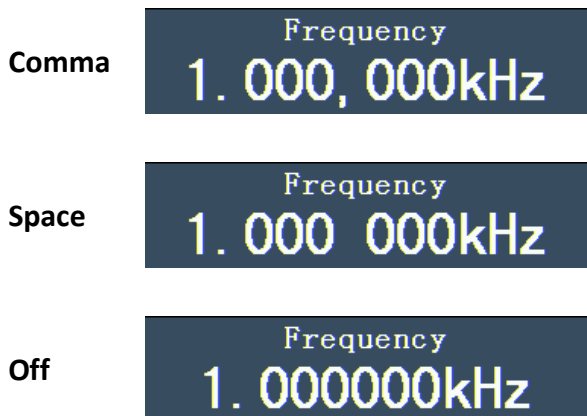 Frequency
Comma
1. 000, 000kHz
Frequency
Space
1. 000 000kHz
Frequency
Off
1. 000000kHz